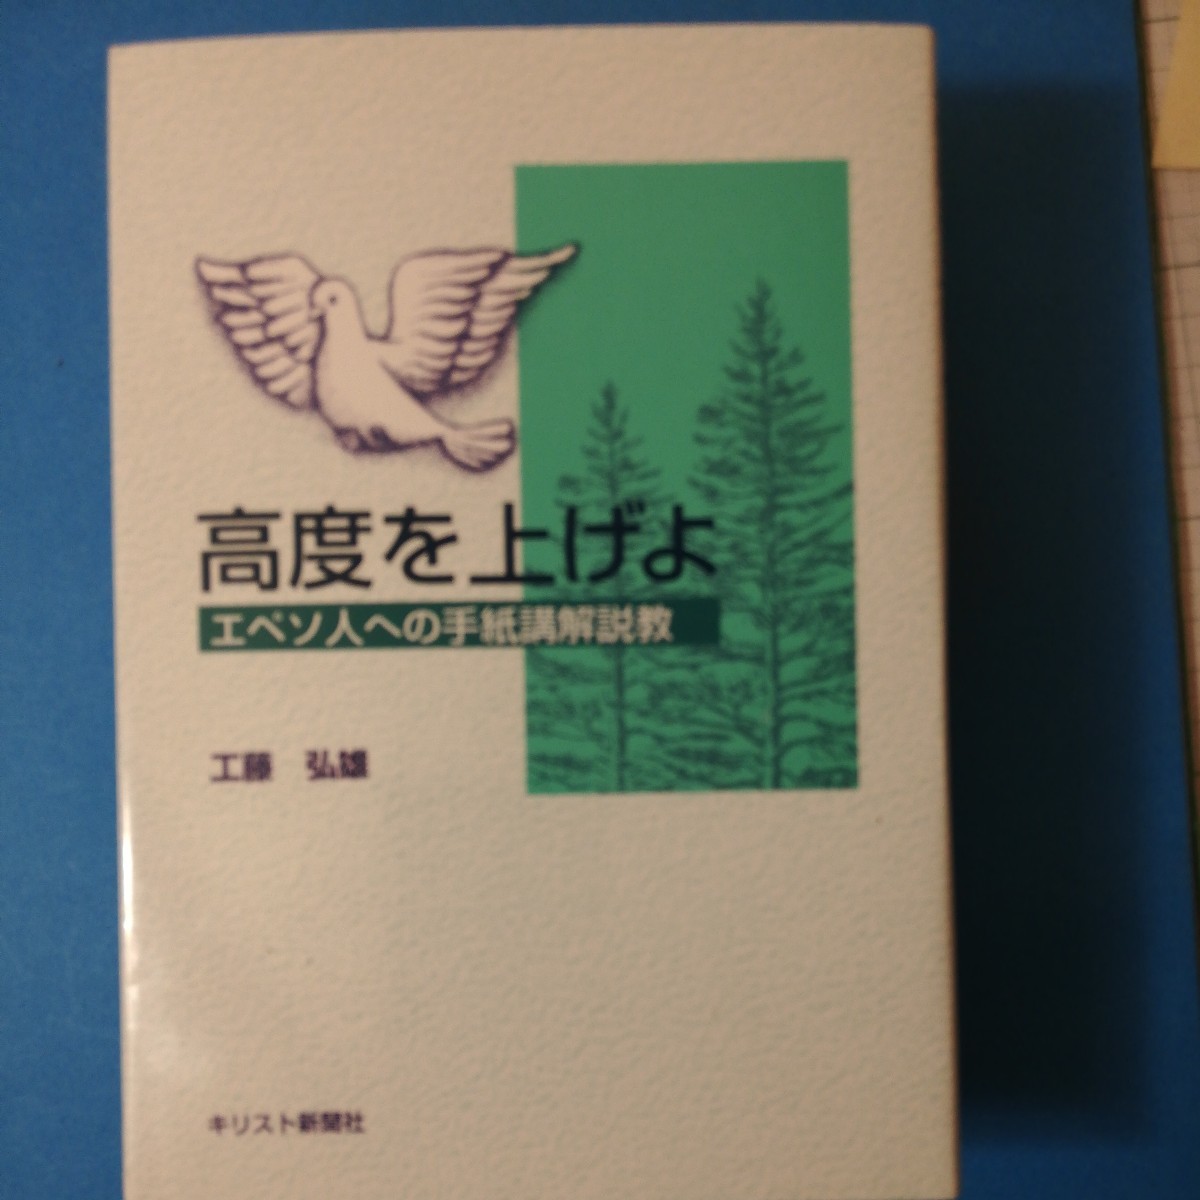 高度を上げよ
エペソ人への手紙講解説教
工藤 弘雄
キリスト新聞社